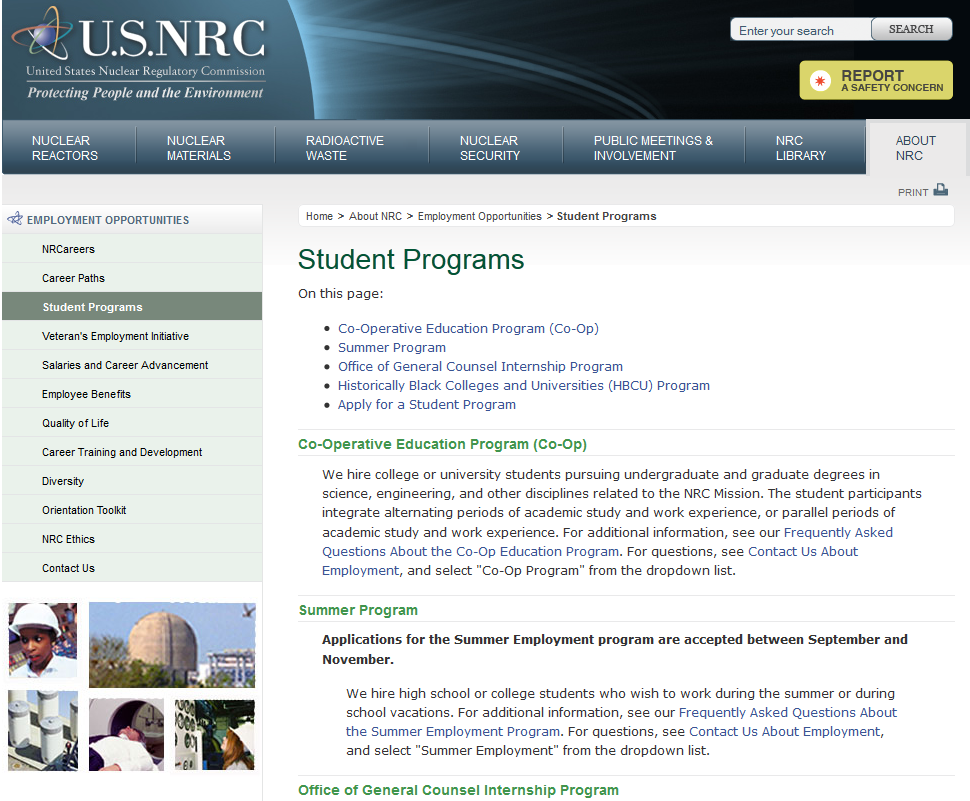 U.S.NRC
United States Nuclear Regulatory Commission
Protecting People and the Environment
Enter your search
SEARCH
REPORT
A SAFETY CONCERN
NUCLEAR
REACTORS
NUCLEAR
MATERIALS
RADIOACTIVE
WASTE
NUCLEAR
SECURITY
PUBLIC MEETINGS &
INVOLVEMENT
NRC
LIBRARY
ABOUT
NRC
PRINT
EMPLOYMENT OPPORTUNITIES
NRCareers
Career Paths
Student Programs
Veteran's Employment Initiative
Salaries and Career Advancement
Employee Benefits
Quality of Life
Career Training and Development
Diversity
Orientation Toolkit
NRC Ethics
Contact Us
Home > About NRC > Employment Opportunities > Student Programs
Student Programs
On this page:
• Co-Operative Education Program (Co-Op)
• Summer Program
• Office of General Counsel Internship Program
• Historically Black Colleges and Universities (HBCU) Program
• Apply for a Student Program
Co-Operative Education Program (Co-Op)
We hire college or university students pursuing undergraduate and graduate degrees in
science, engineering, and other disciplines related to the NRC Mission. The student participants
integrate alternating periods of academic study and work experience, or parallel periods of
academic study and work experience. For additional information, see our Frequently Asked
Questions About the Co-Op Education Program. For questions, see Contact Us About
Employment, and select "Co-Op Program" from the dropdown list.
Summer Program
Applications for the Summer Employment program are accepted between September and
November.
We hire high school or college students who wish to work during the summer or during
school vacations. For additional information, see our Frequently Asked Questions About
the Summer Employment Program. For questions, see Contact Us About Employment,
and select "Summer Employment" from the dropdown list.
Office of General Counsel Internship Program